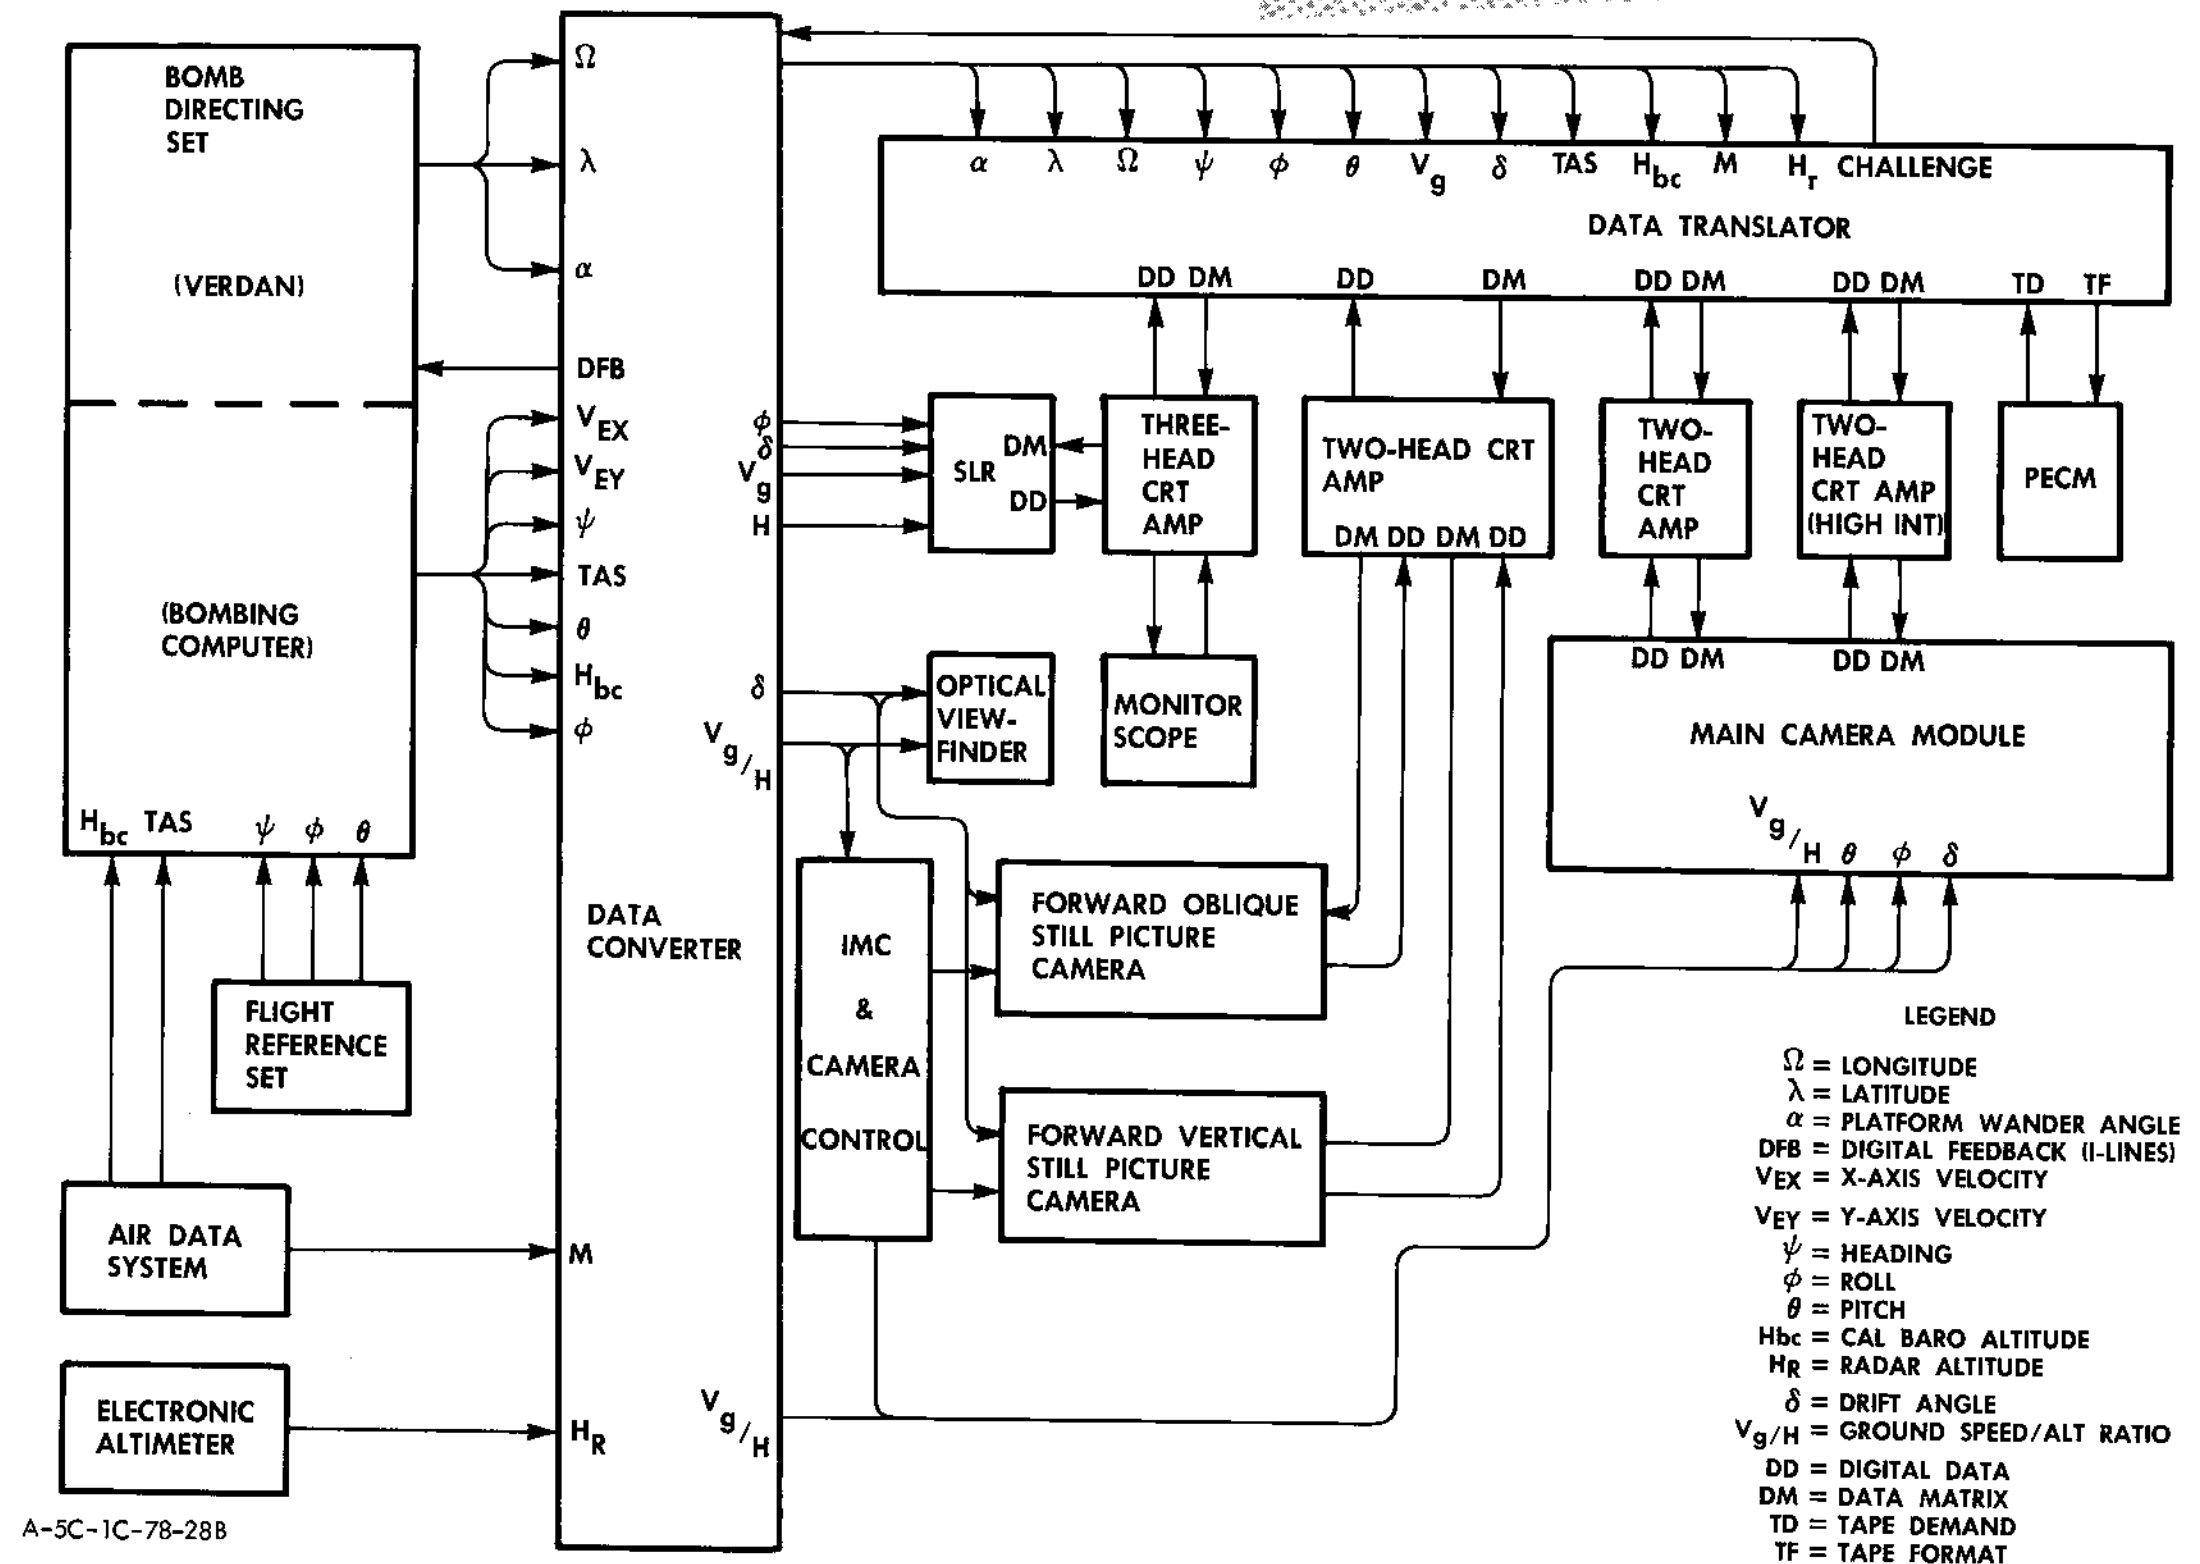 BOMB
DIRECTING
SET
(VERDAN)
(BOMBING
COMPUTER)
Hbc TAS ψ ϕ θ
FLIGHT
REFERENCE
SET
AIR DATA
SYSTEM
ELECTRONIC
ALTIMETER
A-5C-1C-78-28B
Ω
λ
α
DFB
VEX
VEY
ψ
TAS
θ
Hbc
ϕ
DATA
CONVERTER
M
HR
ϕ
δ
Vg
H
δ
Vg/H
Vg/H
α λ Ω ψ ϕ θ Vg δ TAS Hbc M Hr CHALLENGE
DATA TRANSLATOR
DD DM DD DM DD DM DD DM TD TF
SLR
DM
DD
THREE-
HEAD
CRT
AMP
TWO-HEAD CRT
AMP
DM DD DM DD
TWO-
HEAD
CRT
AMP
TWO-
HEAD
CRT AMP
(HIGH INT)
PECM
OPTICAL
VIEW-
FINDER
MONITOR
SCOPE
DD DM DD DM
MAIN CAMERA MODULE
Vg/H θ ϕ δ
IMC
&
CAMERA
CONTROL
FORWARD OBLIQUE
STILL PICTURE
CAMERA
FORWARD VERTICAL
STILL PICTURE
CAMERA
LEGEND
Ω = LONGITUDE
λ = LATITUDE
α = PLATFORM WANDER ANGLE
DFB = DIGITAL FEEDBACK (I-LINES)
VEX = X-AXIS VELOCITY
VEY = Y-AXIS VELOCITY
ψ = HEADING
ϕ = ROLL
θ = PITCH
Hbc = CAL BARO ALTITUDE
HR = RADAR ALTITUDE
δ = DRIFT ANGLE
Vg/H = GROUND SPEED/ALT RATIO
DD = DIGITAL DATA
DM = DATA MATRIX
TD = TAPE DEMAND
TF = TAPE FORMAT